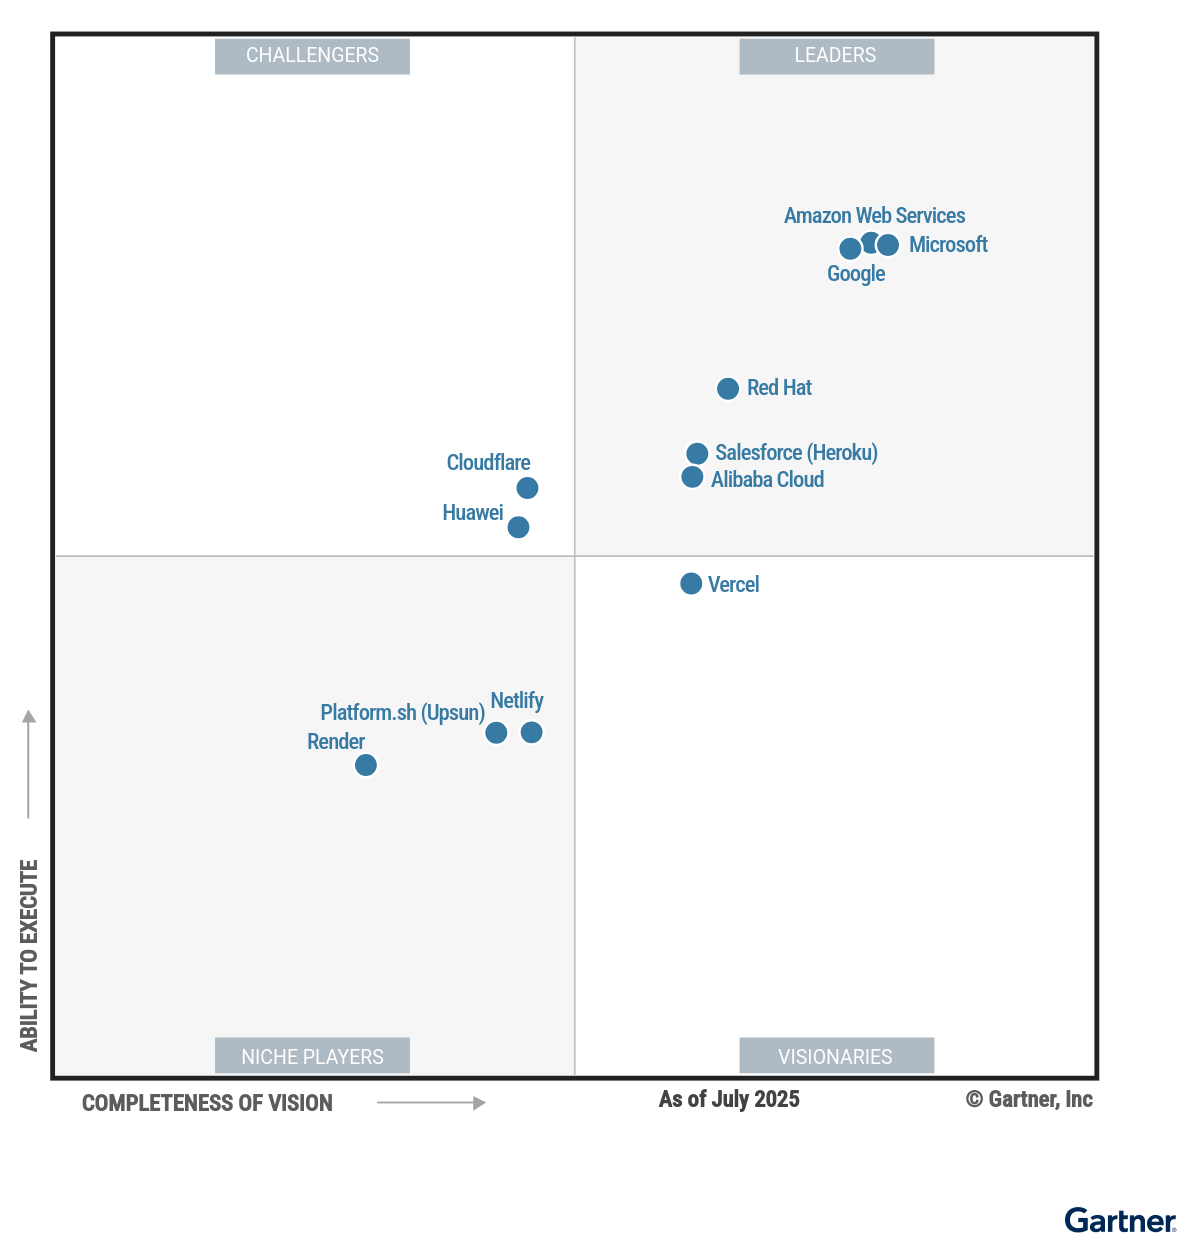 CHALLENGERS
LEADERS
Amazon Web Services
Microsoft
Google
Red Hat
Salesforce (Heroku)
Alibaba Cloud
Cloudflare
Huawei
Vercel
Netlify
Platform.sh (Upsun)
Render
ABILITY TO EXECUTE
NICHE PLAYERS
VISIONARIES
COMPLETENESS OF VISION
As of July 2025
© Gartner, Inc
Gartner®